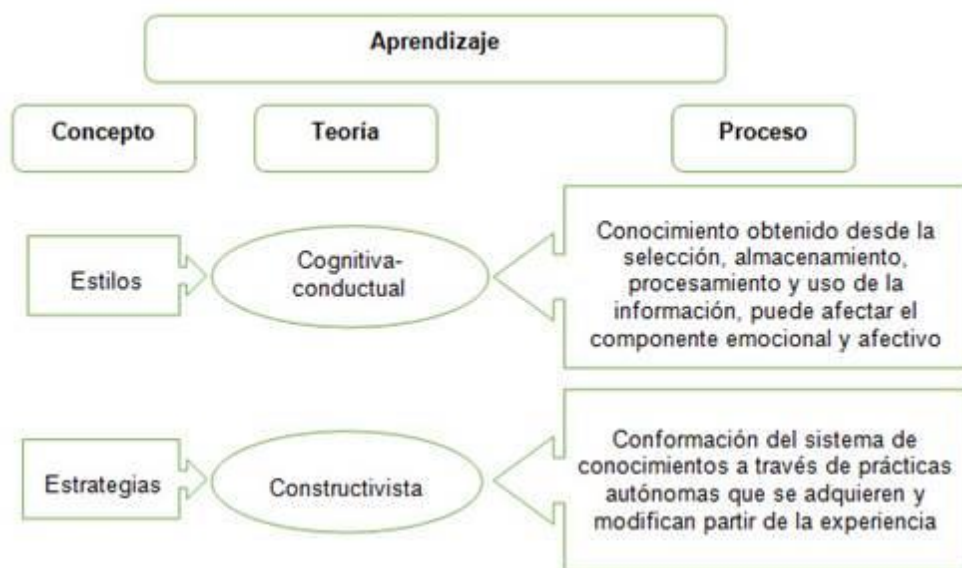 Aprendizaje
Concepto
Teoría
Proceso
Estilos
Cognitiva-
conductual
Conocimiento obtenido desde la
selección, almacenamiento,
procesamiento y uso de la
información, puede afectar el
componente emocional y afectivo
Estrategias
Constructivista
Conformación del sistema de
conocimientos a través de prácticas
autónomas que se adquieren y
modifican partir de la experiencia